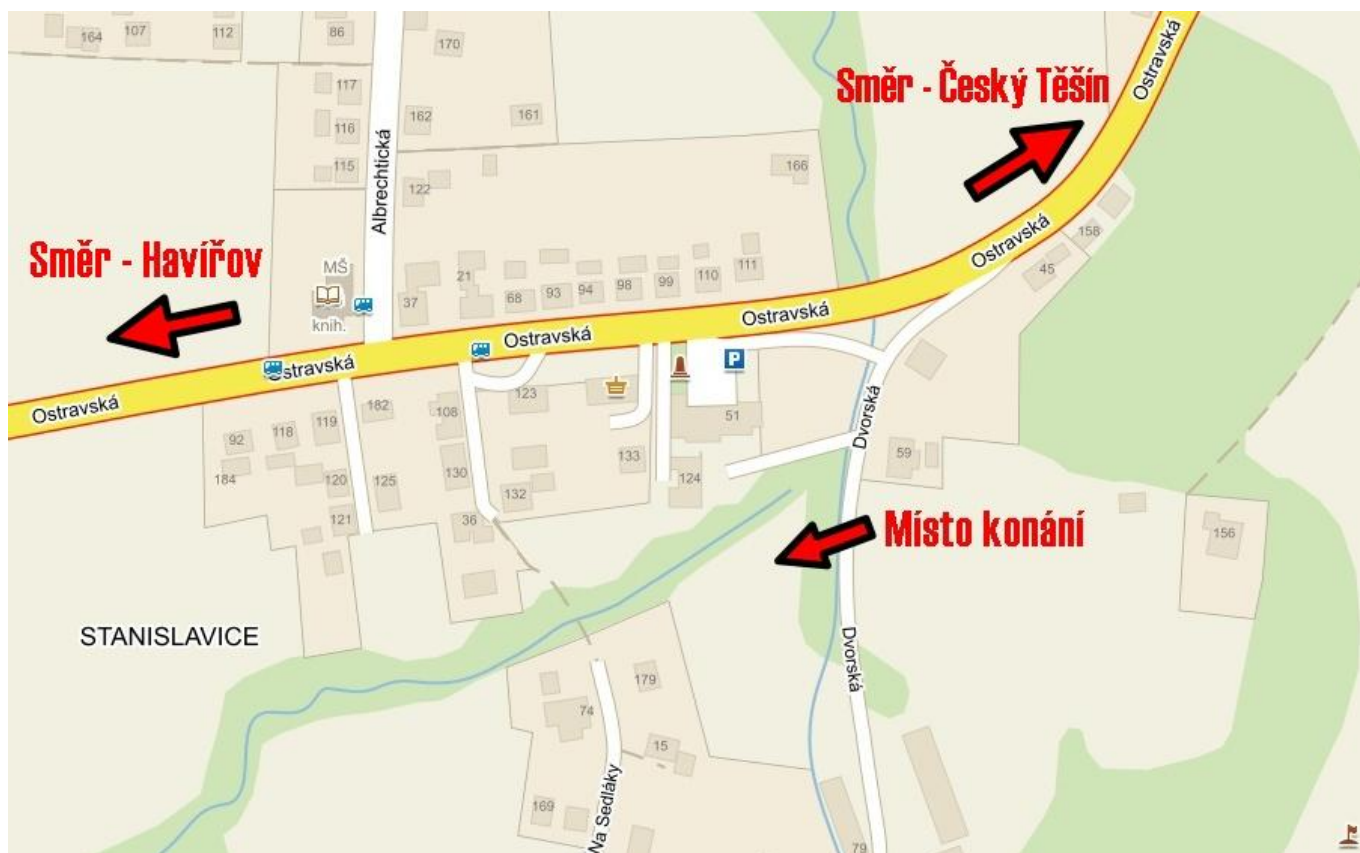 164
107
112
86
170
Ostravská
Směr - Český Těšín
117
162
161
116
115
Albrechtická
166
122
Směr - Havířov
MŠ
knih.
21
37
68
93
94
98
99
110
111
158
45
Ostravská
Ostravská
Ostravská
Ostravská
Ostravská
P
123
182
108
119
118
92
51
Dvorská
184
120
125
130
133
124
59
132
121
36
Místo konání
156
STANISLAVICE
Dvorská
179
74
15
Na Sedláky
169
79